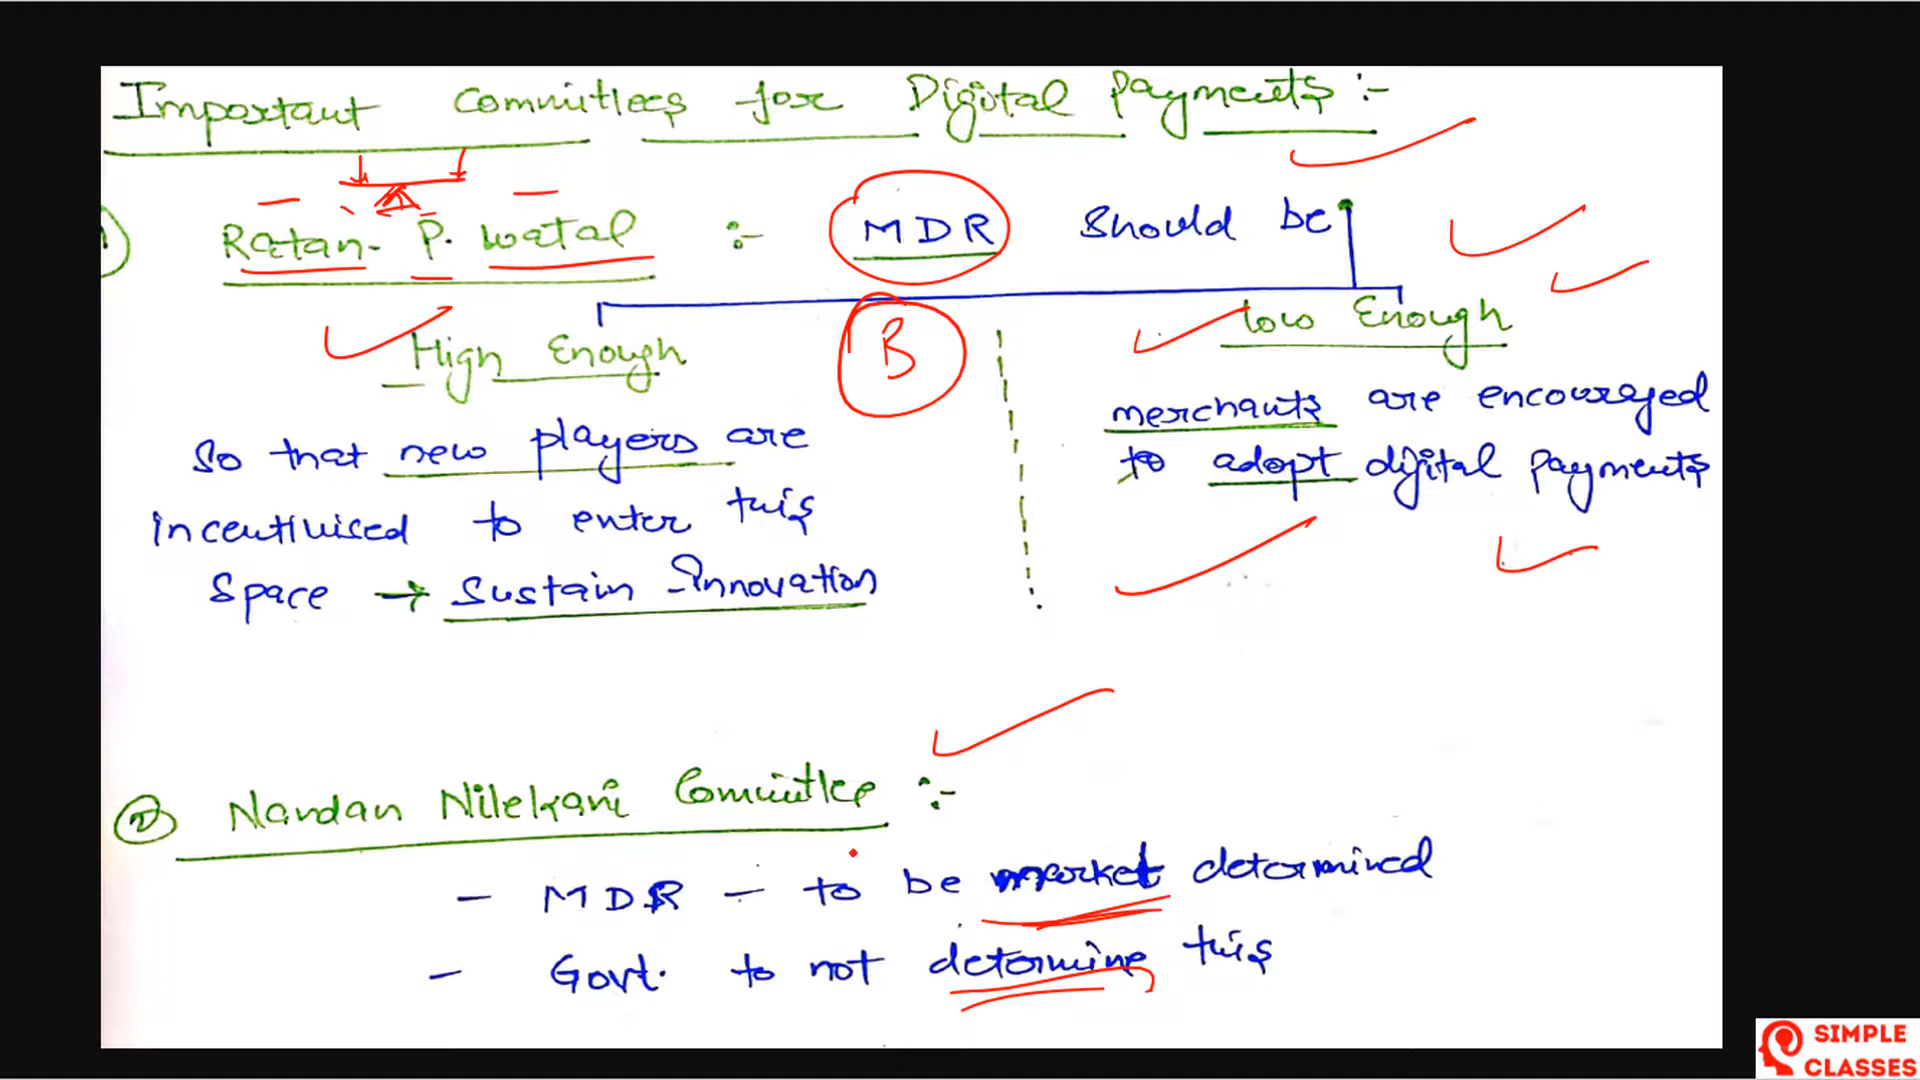 Important Committees for Digital Payments :-
1) Ratan. P. Watal :- MDR should be
High Enough B low Enough
So that new players are
incentivised to enter this
space → sustain innovation
merchants are encouraged
to adopt digital payments
2) Nandan Nilekani Committee :-
- MDR - to be market determined
- Govt. to not determine this
SIMPLE
CLASSES